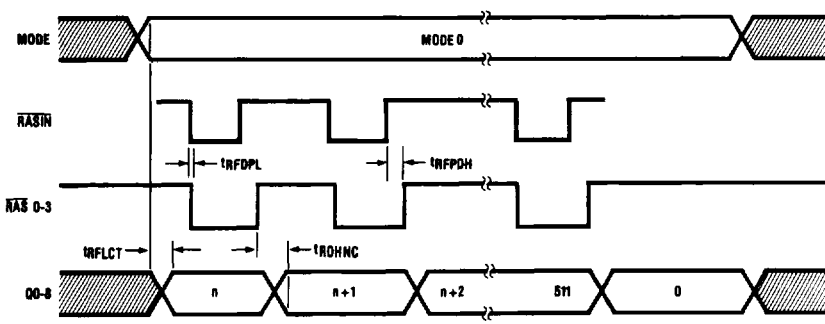 MODE
MODE 0
RASIN
tRFDPL
tRFPDH
RAS 0-3
tRFLCT
tROHNC
Q0-8
n
n+1
n+2
511
0